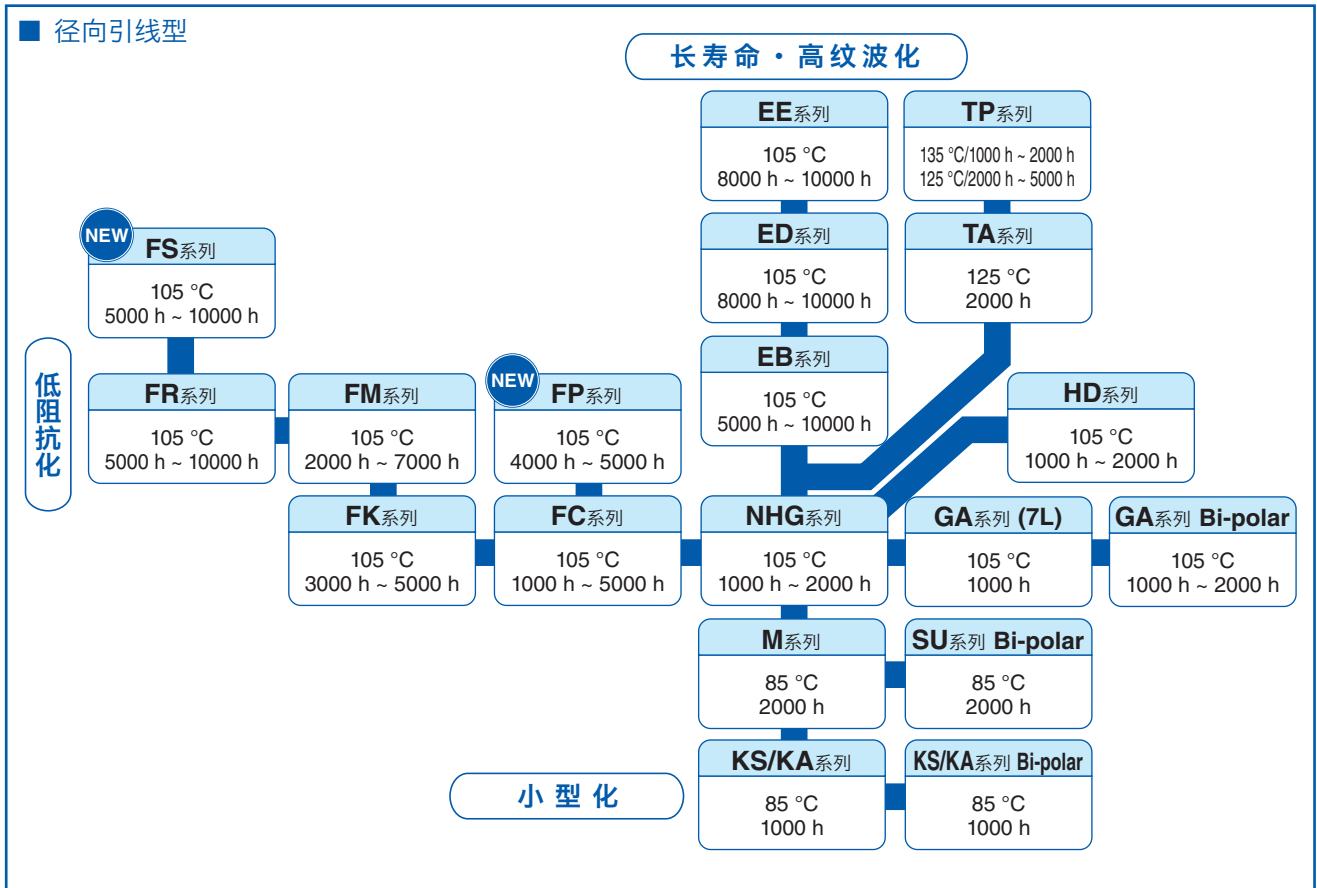 ■ 径向引线型
长寿命・高纹波化
EE系列
105 °C
8000 h ~ 10000 h
TP系列
135 °C/1000 h ~ 2000 h
125 °C/2000 h ~ 5000 h
NEW
FS系列
105 °C
5000 h ~ 10000 h
ED系列
105 °C
8000 h ~ 10000 h
TA系列
125 °C
2000 h
低阻抗化
FR系列
105 °C
5000 h ~ 10000 h
FM系列
105 °C
2000 h ~ 7000 h
NEW
FP系列
105 °C
4000 h ~ 5000 h
EB系列
105 °C
5000 h ~ 10000 h
HD系列
105 °C
1000 h ~ 2000 h
FK系列
105 °C
3000 h ~ 5000 h
FC系列
105 °C
1000 h ~ 5000 h
NHG系列
105 °C
1000 h ~ 2000 h
GA系列 (7L)
105 °C
1000 h
GA系列 Bi-polar
105 °C
1000 h ~ 2000 h
M系列
85 °C
2000 h
SU系列 Bi-polar
85 °C
2000 h
小型化
KS/KA系列
85 °C
1000 h
KS/KA系列 Bi-polar
85 °C
1000 h